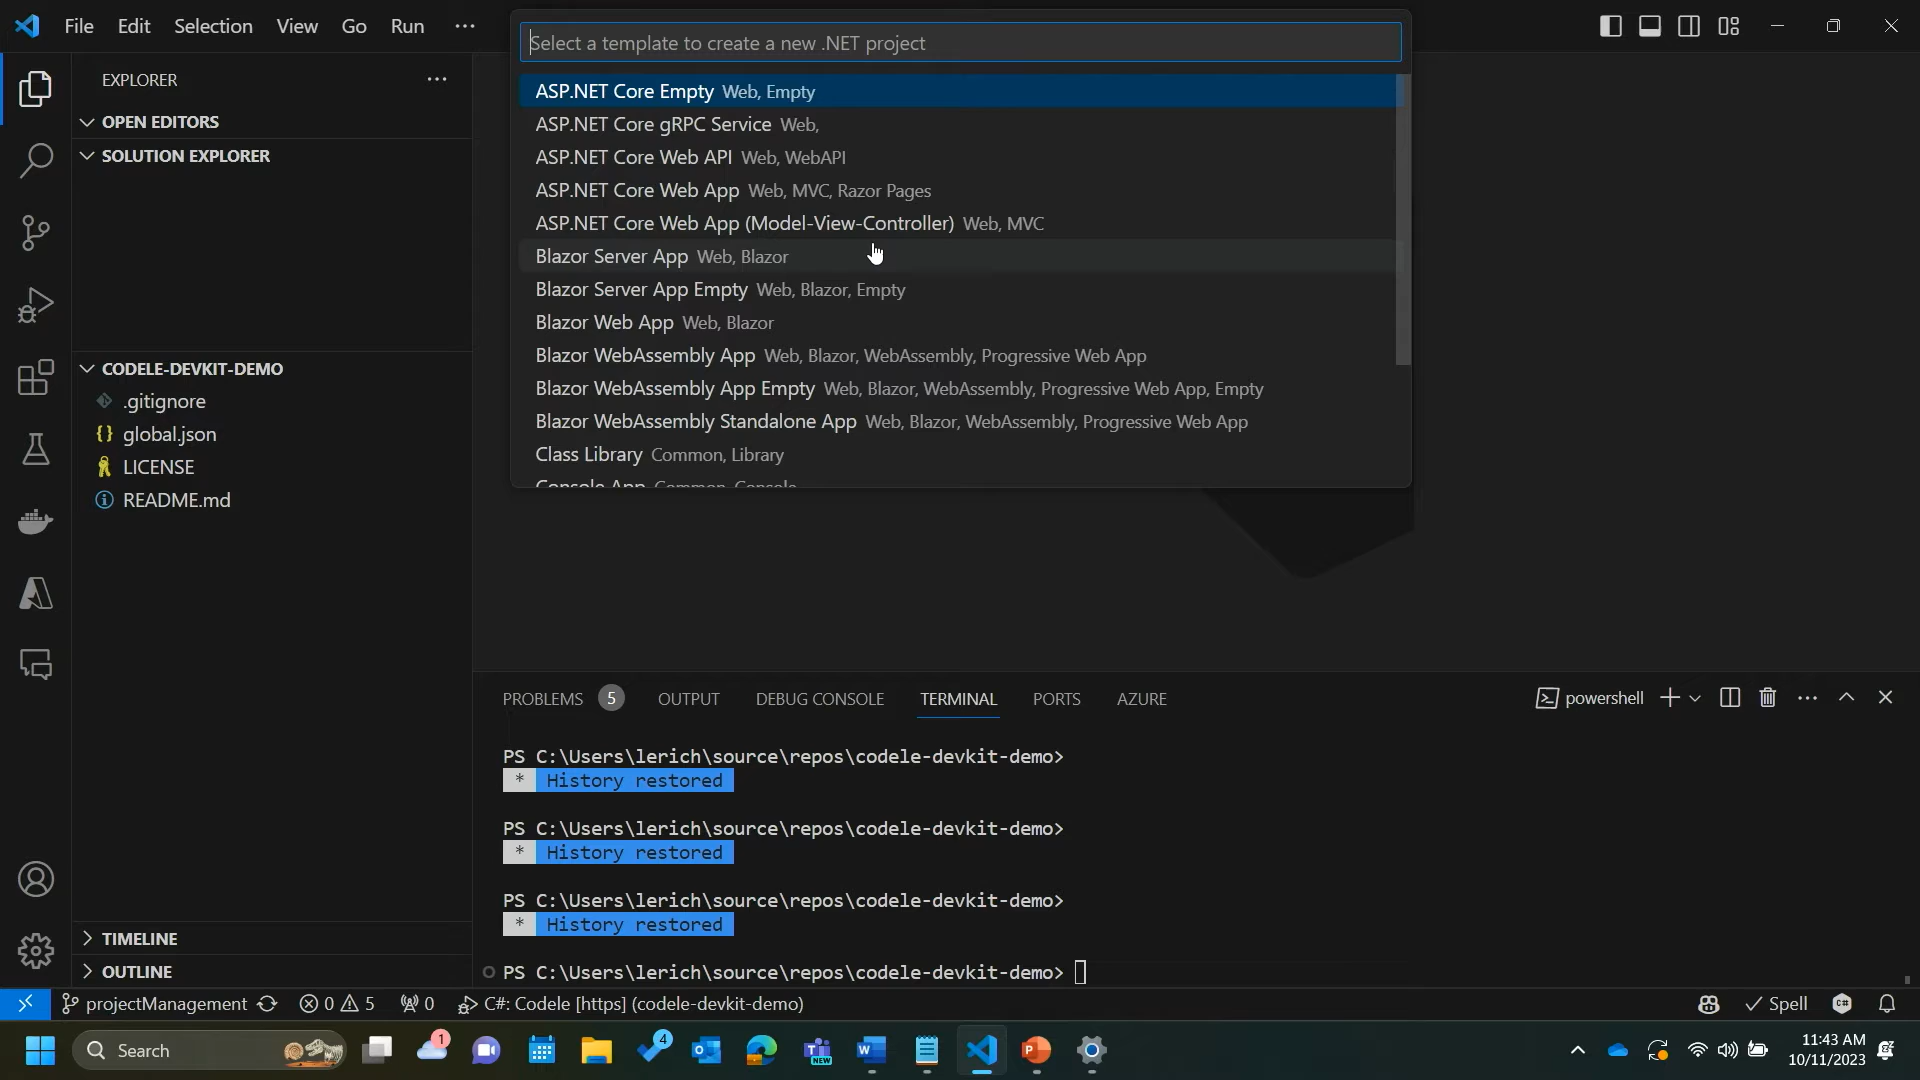 File Edit Selection View Go Run ···
Select a template to create a new .NET project
ASP.NET Core Empty Web, Empty
ASP.NET Core gRPC Service Web,
ASP.NET Core Web API Web, WebAPI
ASP.NET Core Web App Web, MVC, Razor Pages
ASP.NET Core Web App (Model-View-Controller) Web, MVC
Blazor Server App Web, Blazor
Blazor Server App Empty Web, Blazor, Empty
Blazor Web App Web, Blazor
Blazor WebAssembly App Web, Blazor, WebAssembly, Progressive Web App
Blazor WebAssembly App Empty Web, Blazor, WebAssembly, Progressive Web App, Empty
Blazor WebAssembly Standalone App Web, Blazor, WebAssembly, Progressive Web App
Class Library Common, Library
Console App Common, Console
EXPLORER
OPEN EDITORS
SOLUTION EXPLORER
CODELE-DEVKIT-DEMO
.gitignore
{} global.json
LICENSE
README.md
TIMELINE
OUTLINE
PROBLEMS 5 OUTPUT DEBUG CONSOLE TERMINAL PORTS AZURE
powershell
PS C:\Users\lerich\source\repos\codele-devkit-demo>
* History restored
PS C:\Users\lerich\source\repos\codele-devkit-demo>
* History restored
PS C:\Users\lerich\source\repos\codele-devkit-demo>
* History restored
PS C:\Users\lerich\source\repos\codele-devkit-demo>
projectManagement 0 5 0 C#: Codele [https] (codele-devkit-demo)
Spell C#
Search
1
4
NEW
11:43 AM
10/11/2023